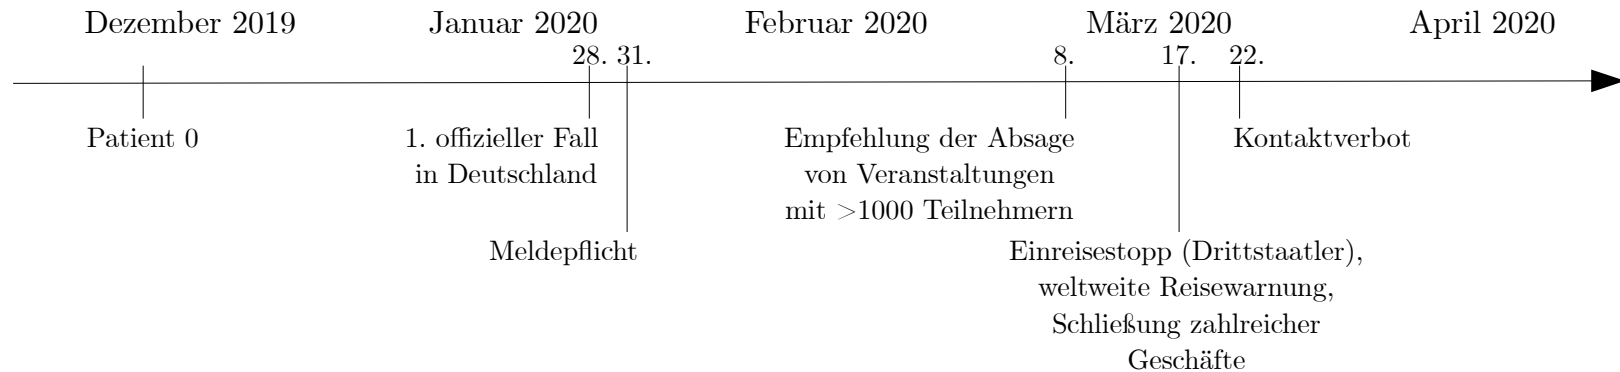 Dezember 2019 Januar 2020 Februar 2020 März 2020 April 2020
28. 31. 8. 17. 22.
Patient 0
1. offizieller Fall
in Deutschland
Meldepflicht
Empfehlung der Absage
von Veranstaltungen
mit >1000 Teilnehmern
Einreisestopp (Drittstaatler),
weltweite Reisewarnung,
Schließung zahlreicher
Geschäfte
Kontaktverbot